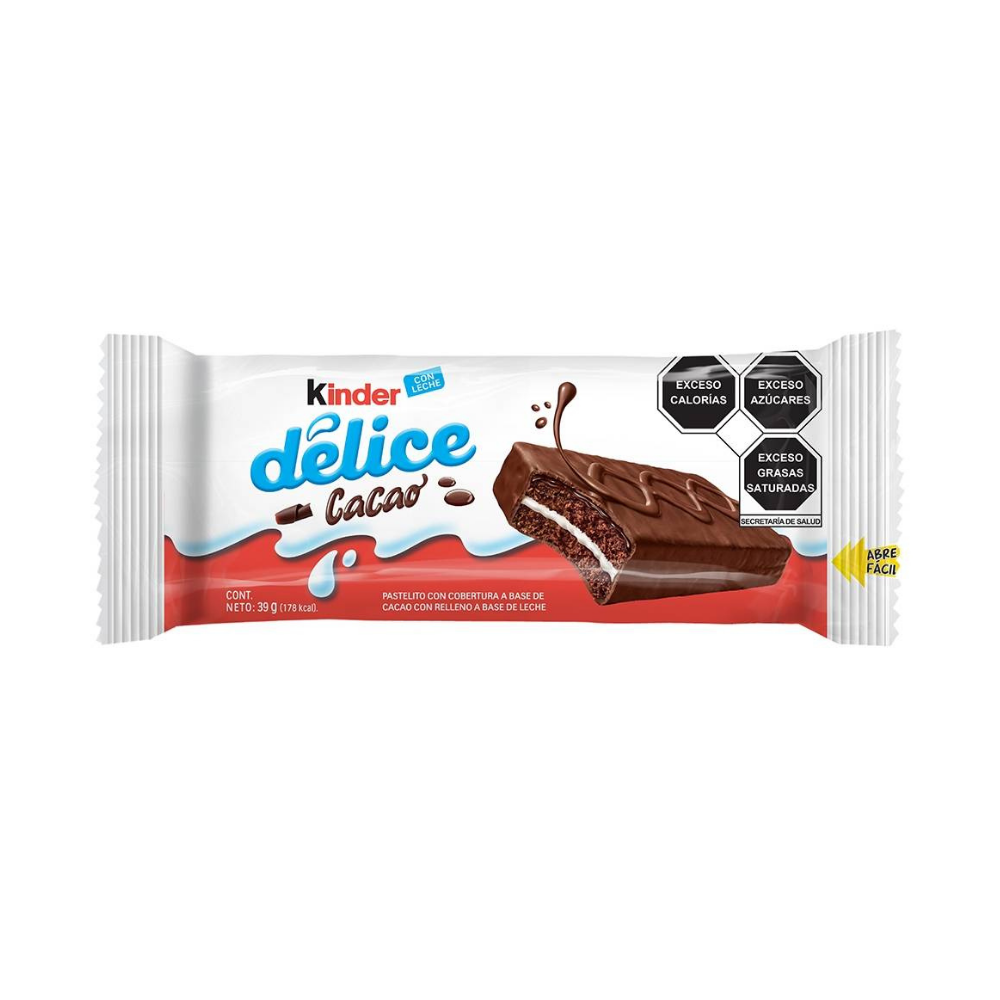 Kinder
CON
LECHE
délice
Cacao
EXCESO
CALORÍAS
EXCESO
AZÚCARES
EXCESO
GRASAS
SATURADAS
SECRETARÍA DE SALUD
ABRE
FÁCIL
CONT.
NETO: 39 g (178 kcal).
PASTELITO CON COBERTURA A BASE DE
CACAO CON RELLENO A BASE DE LECHE